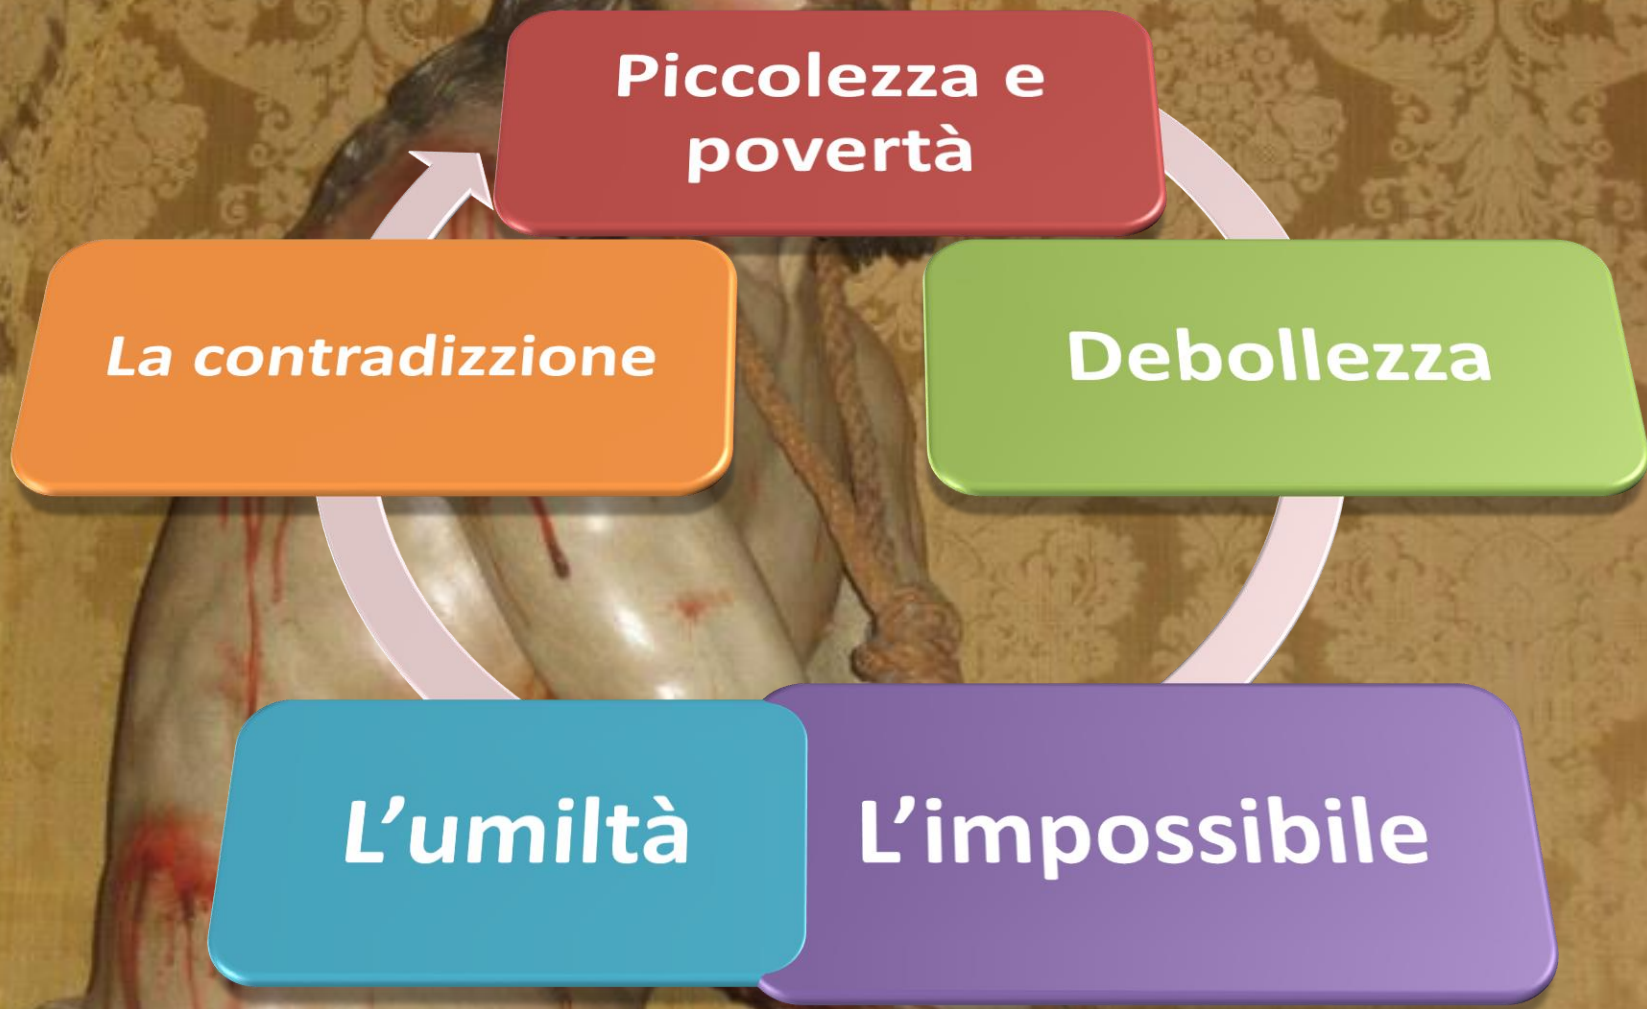 Piccolezza e
povertà
La contradizzione
Debollezza
L’umiltà
L’impossibile